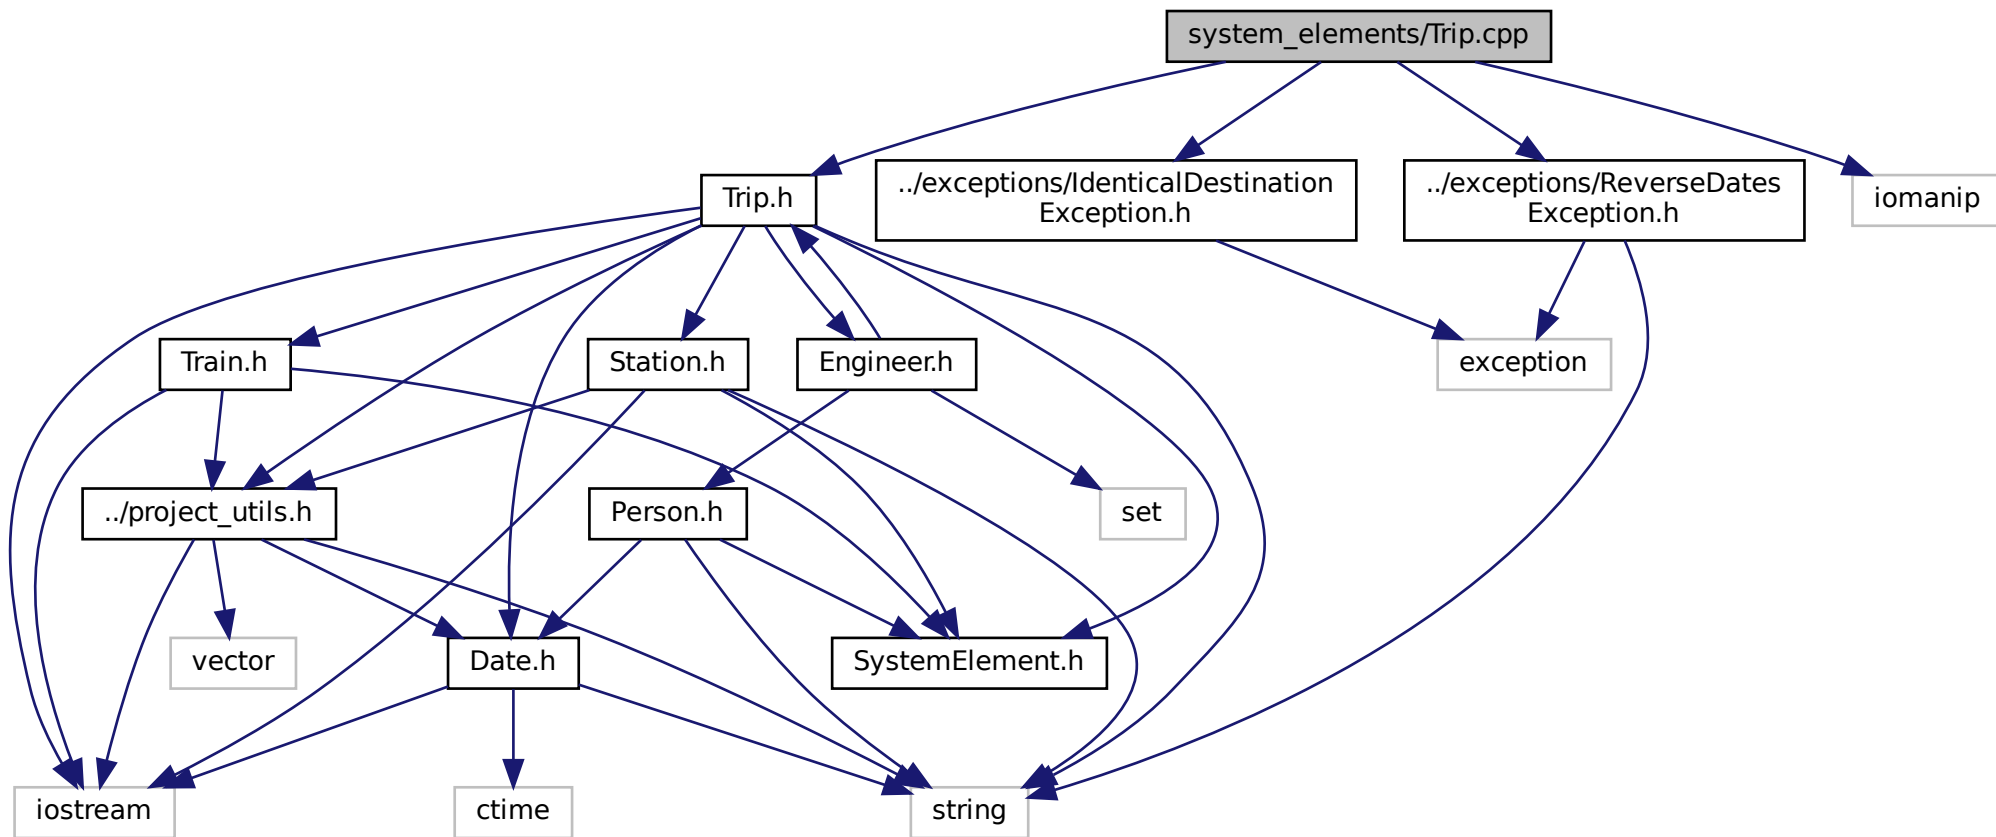 system_elements/Trip.cpp
Trip.h
../exceptions/IdenticalDestination
Exception.h
../exceptions/ReverseDates
Exception.h
iomanip
Train.h
Station.h
Engineer.h
exception
../project_utils.h
Person.h
set
vector
Date.h
SystemElement.h
iostream
ctime
string